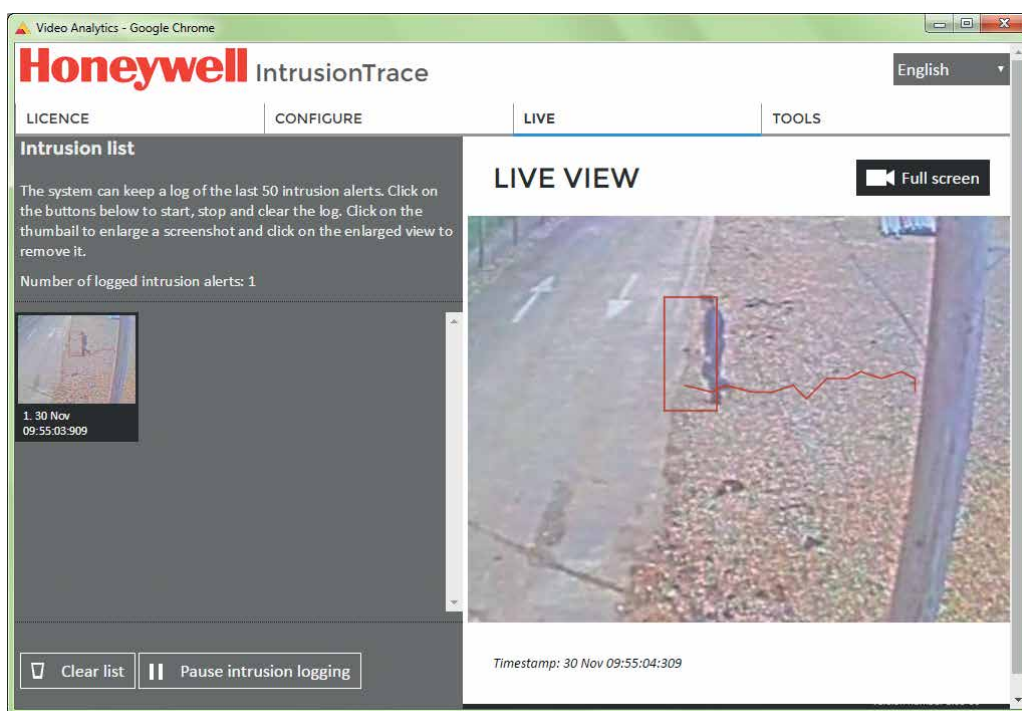 Video Analytics - Google Chrome
Honeywell IntrusionTrace
English
LICENCE
CONFIGURE
LIVE
TOOLS
Intrusion list
The system can keep a log of the last 50 intrusion alerts. Click on
the buttons below to start, stop and clear the log. Click on the
thumbail to enlarge a screenshot and click on the enlarged view to
remove it.
Number of logged intrusion alerts: 1
1. 30 Nov
09:55:03:909
Clear list
Pause intrusion logging
LIVE VIEW
Full screen
Timestamp: 30 Nov 09:55:04:309